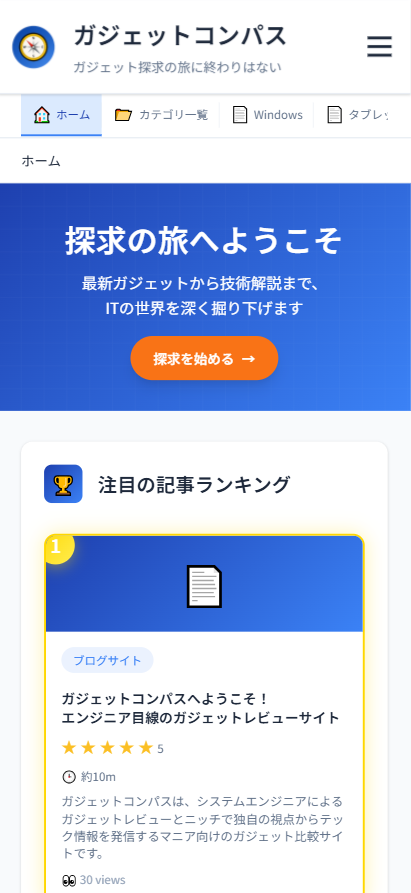 ガジェットコンパス
ガジェット探求の旅に終わりはない
ホーム
カテゴリ一覧
Windows
タブレッ
ホーム
探求の旅へようこそ
最新ガジェットから技術解説まで、
ITの世界を深く掘り下げます
探求を始める →
注目の記事ランキング
1
ブログサイト
ガジェットコンパスへようこそ！
エンジニア目線のガジェットレビューサイト
★★★★★ 5
約10m
ガジェットコンパスは、システムエンジニアによる
ガジェットレビューとニッチで独自の視点からテッ
ク情報を発信するマニア向けのガジェット比較サイ
トです。
30 views